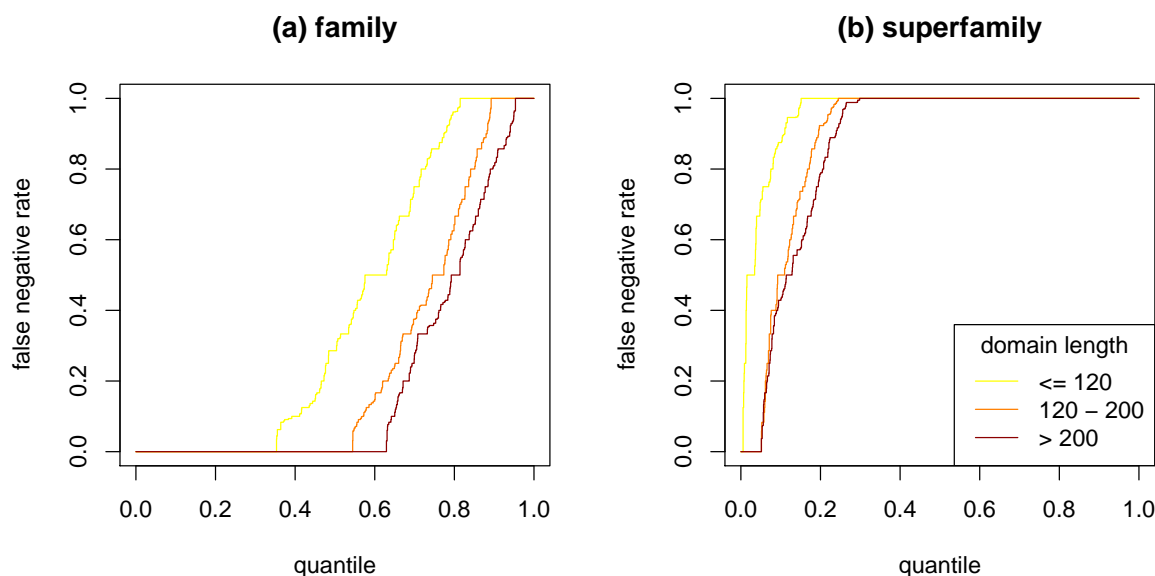 (a) family
false negative rate
1.0
0.8
0.6
0.4
0.2
0.0
0.0 0.2 0.4 0.6 0.8 1.0
quantile
(b) superfamily
false negative rate
1.0
0.8
0.6
0.4
0.2
0.0
domain length
<= 120
120 − 200
> 200
0.0 0.2 0.4 0.6 0.8 1.0
quantile